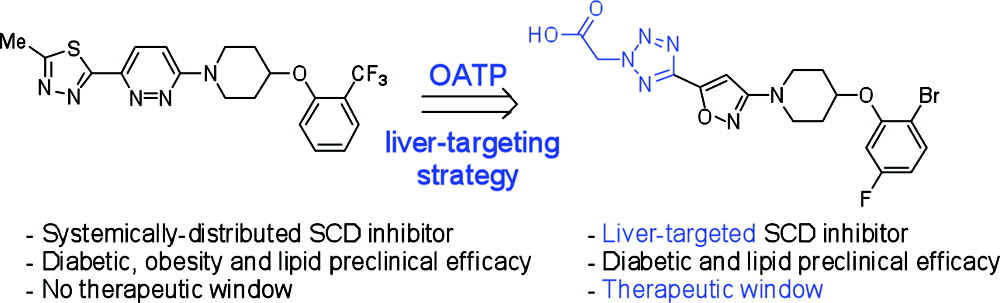 Me
S
N
N
N
N
N
O
CF₃
OATP
liver-targeting
strategy
O
HO
N
N
N
N
O
N
N
O
Br
F
- Systemically-distributed SCD inhibitor
- Diabetic, obesity and lipid preclinical efficacy
- No therapeutic window
- Liver-targeted SCD inhibitor
- Diabetic and lipid preclinical efficacy
- Therapeutic window